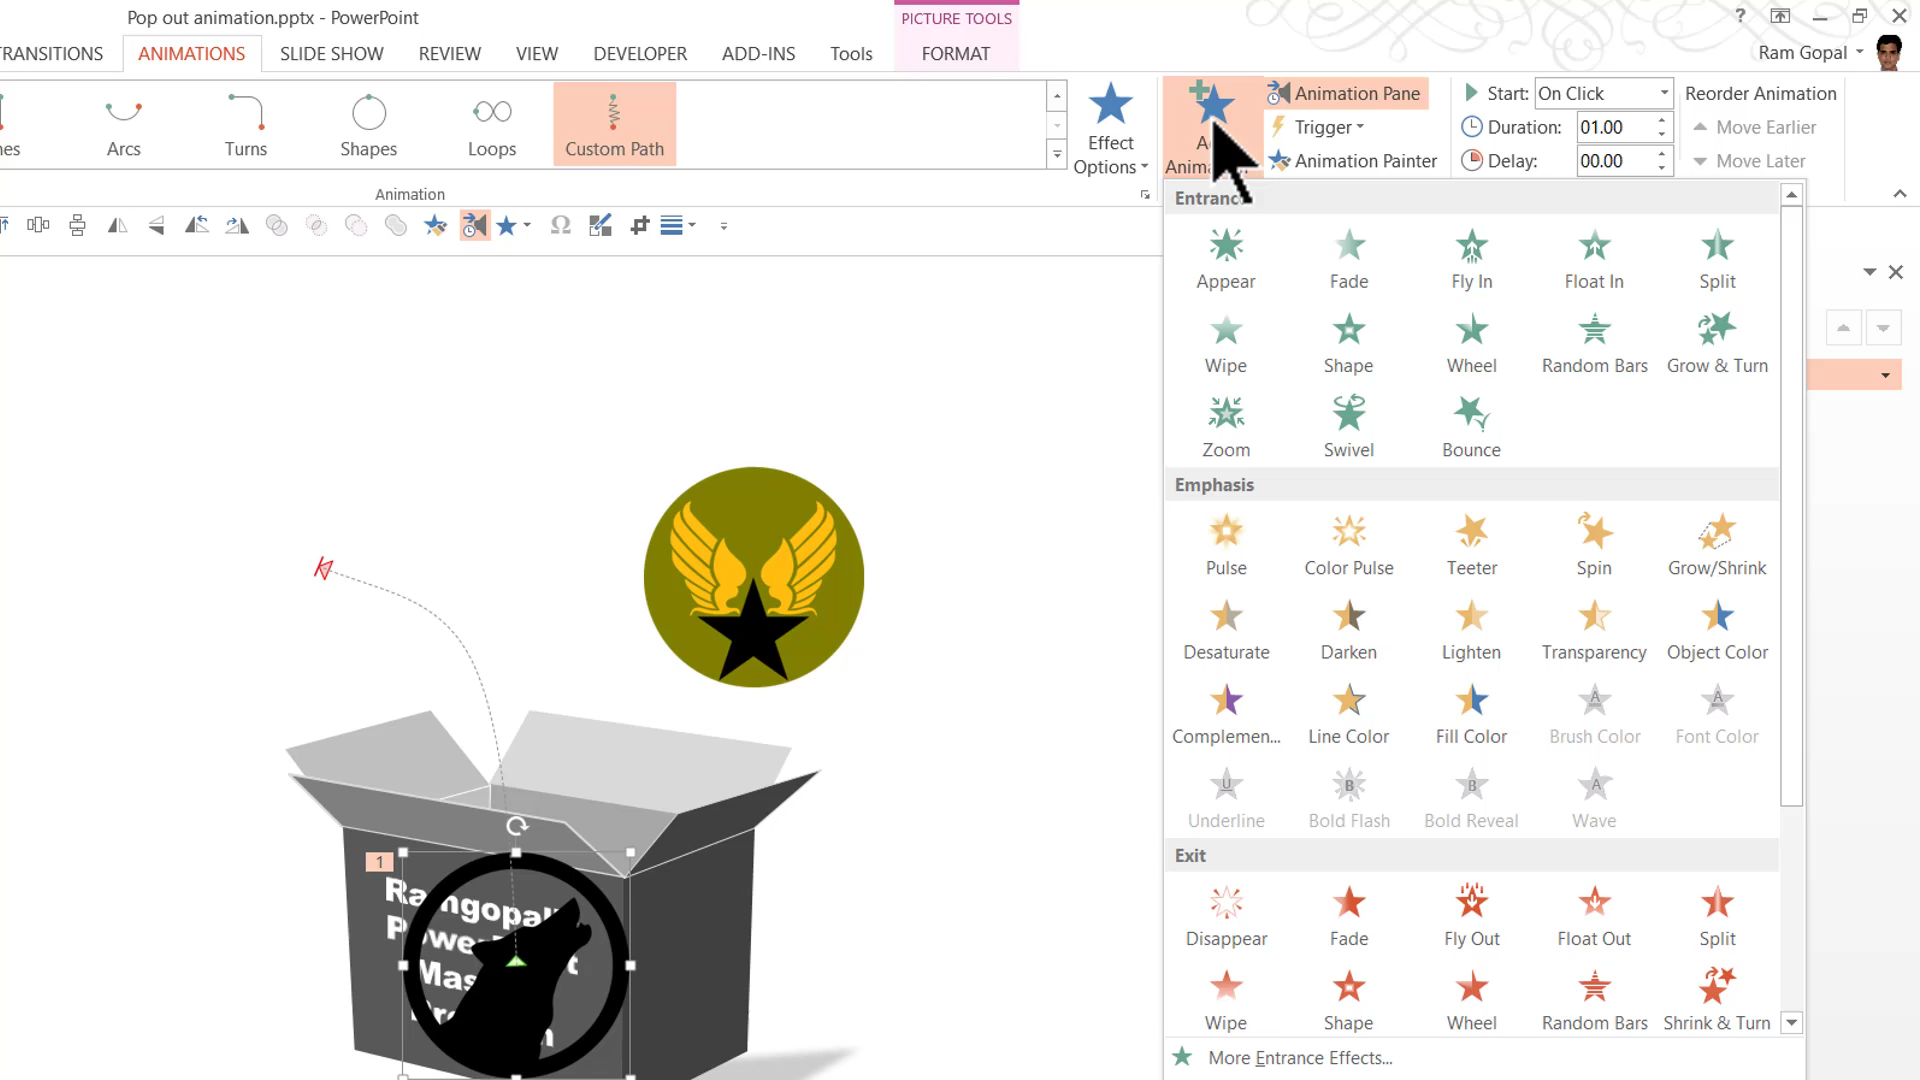 Pop out animation.pptx - PowerPoint
PICTURE TOOLS
?
TRANSITIONS
ANIMATIONS
SLIDE SHOW
REVIEW
VIEW
DEVELOPER
ADD-INS
Tools
FORMAT
Ram Gopal
Arcs
Turns
Shapes
Loops
Custom Path
Effect
Options
Animation Pane
Trigger
Animation Painter
Start: On Click
Duration: 01.00
Delay: 00.00
Reorder Animation
Move Earlier
Move Later
Animation
Entrance
Appear
Fade
Fly In
Float In
Split
Wipe
Shape
Wheel
Random Bars
Grow & Turn
Zoom
Swivel
Bounce
Emphasis
Pulse
Color Pulse
Teeter
Spin
Grow/Shrink
Desaturate
Darken
Lighten
Transparency
Object Color
Complemen...
Line Color
Fill Color
Brush Color
Font Color
Underline
Bold Flash
Bold Reveal
Wave
Exit
Disappear
Fade
Fly Out
Float Out
Split
Wipe
Shape
Wheel
Random Bars
Shrink & Turn
More Entrance Effects...
1